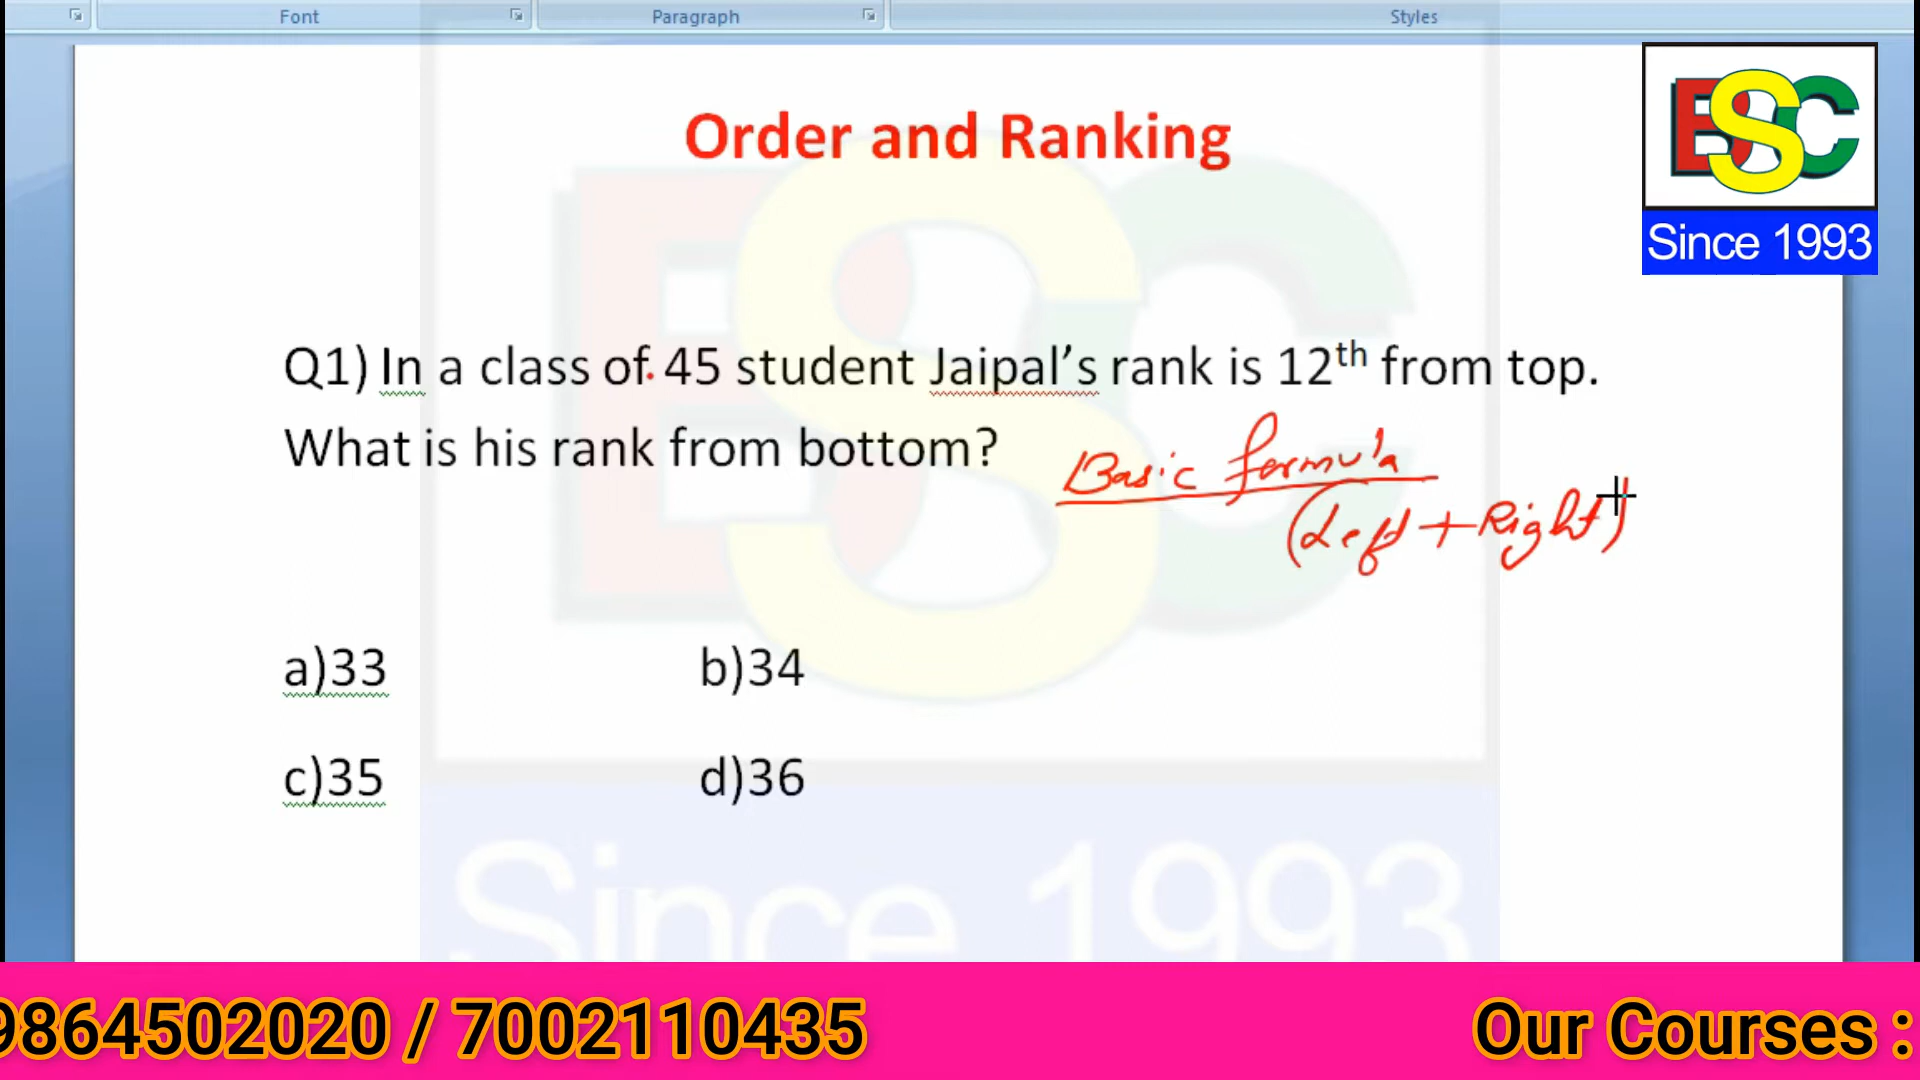 Font Paragraph Styles
Order and Ranking
ESC
Since 1993
Q1) In a class of 45 student Jaipal’s rank is 12th from top.
What is his rank from bottom?
Basic formula
(Left + Right)
a)33 b)34
c)35 d)36
Since 1993
9864502020 / 7002110435 Our Courses :